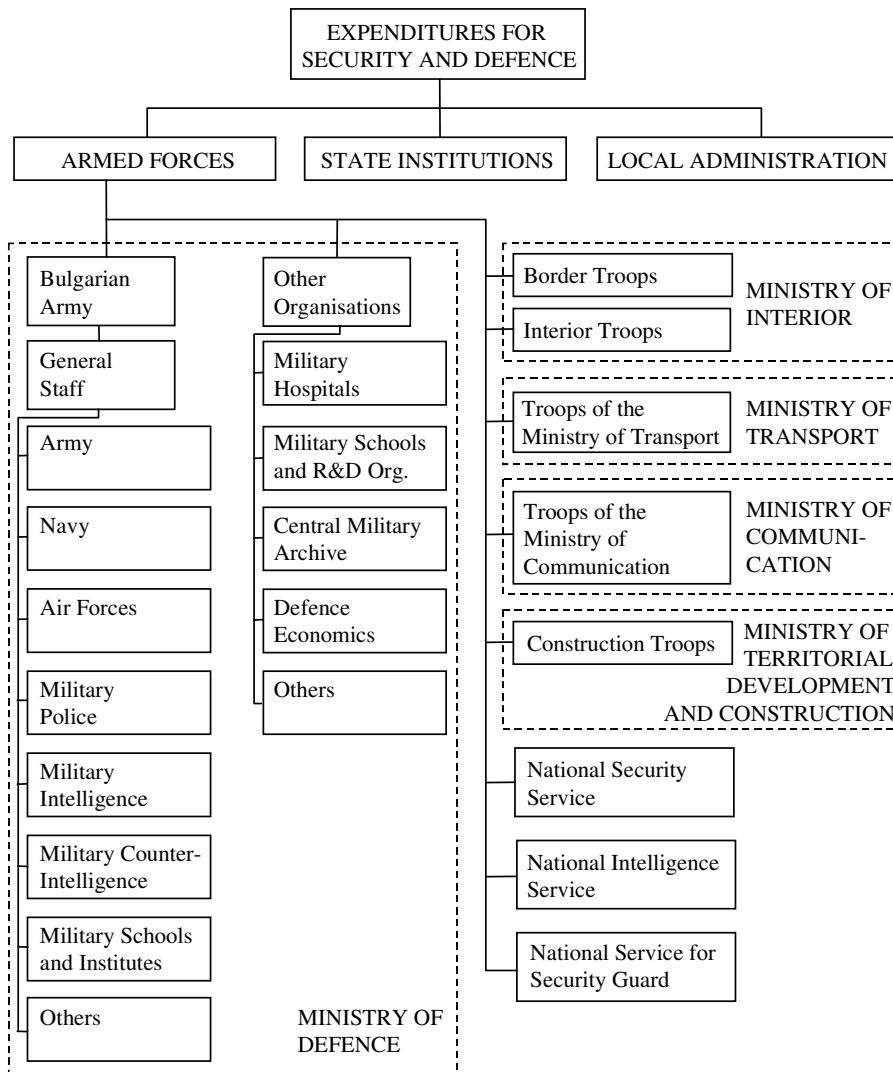 EXPENDITURES FOR
SECURITY AND DEFENCE
ARMED FORCES
STATE INSTITUTIONS
LOCAL ADMINISTRATION
Bulgarian
Army
General
Staff
Army
Navy
Air Forces
Military
Police
Military
Intelligence
Military Counter-
Intelligence
Military Schools
and Institutes
Others
Other
Organisations
Military
Hospitals
Military Schools
and R&D Org.
Central Military
Archive
Defence
Economics
Others
MINISTRY OF
DEFENCE
Border Troops
Interior Troops
MINISTRY OF
INTERIOR
Troops of the
Ministry of Transport
MINISTRY OF
TRANSPORT
Troops of the
Ministry of
Communication
MINISTRY OF
COMMUNI-
CATION
Construction Troops
MINISTRY OF
TERRITORIAL
DEVELOPMENT
AND CONSTRUCTION
National Security
Service
National Intelligence
Service
National Service for
Security Guard